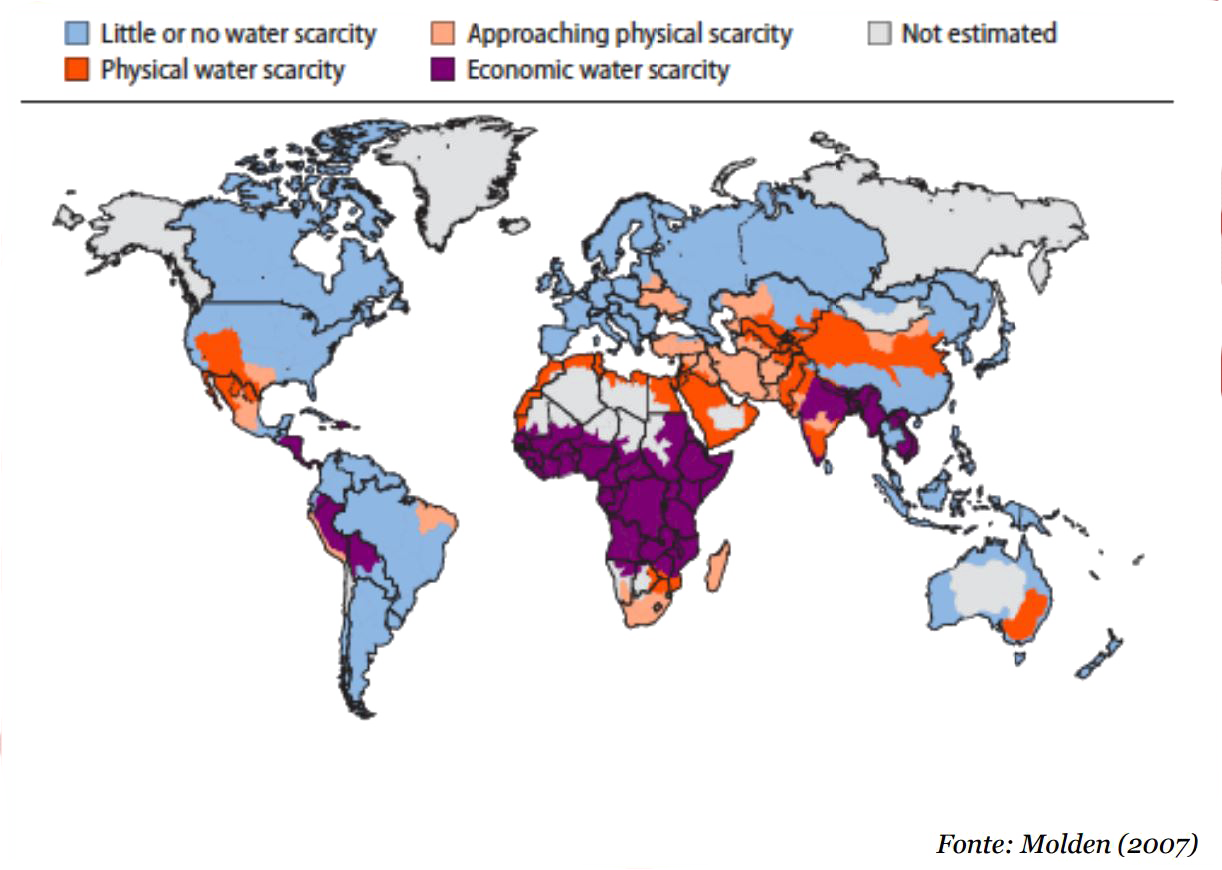 Little or no water scarcity Approaching physical scarcity Not estimated
Physical water scarcity Economic water scarcity
Fonte: Molden (2007)